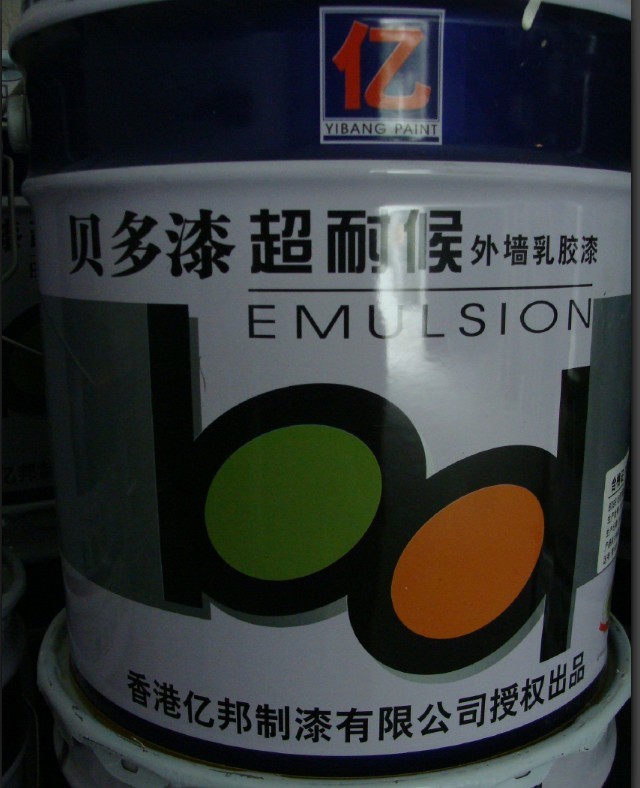 亿
YIBANG PAINT
贝多漆 超耐候 外墙乳胶漆
EMULSION
bd
香港亿邦制漆有限公司授权出品